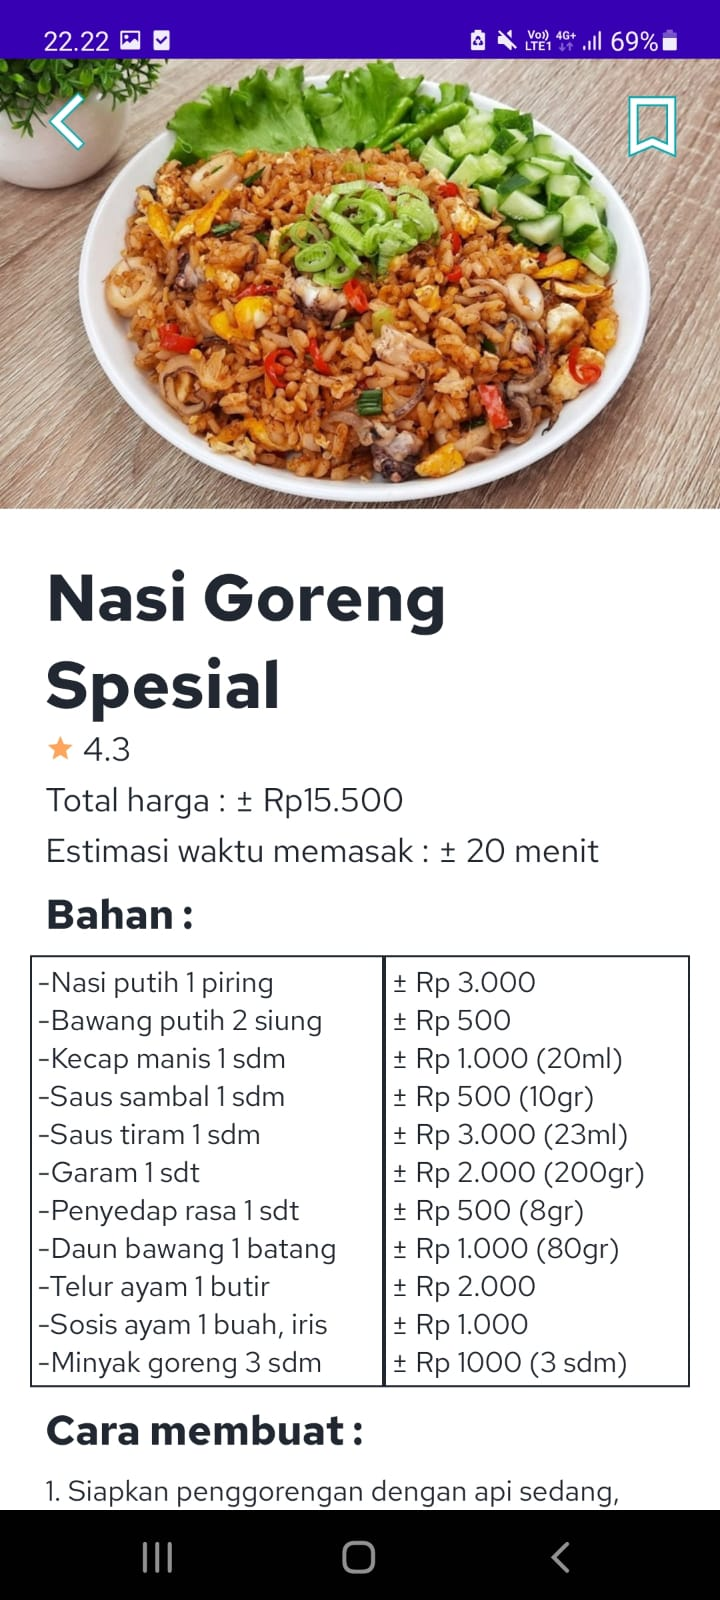 22.22
Vo)) 4G+ 69%
LTE1
Nasi Goreng
Spesial
4.3
Total harga : ± Rp15.500
Estimasi waktu memasak : ± 20 menit
Bahan :
-Nasi putih 1 piring ± Rp 3.000
-Bawang putih 2 siung ± Rp 500
-Kecap manis 1 sdm ± Rp 1.000 (20ml)
-Saus sambal 1 sdm ± Rp 500 (10gr)
-Saus tiram 1 sdm ± Rp 3.000 (23ml)
-Garam 1 sdt ± Rp 2.000 (200gr)
-Penyedap rasa 1 sdt ± Rp 500 (8gr)
-Daun bawang 1 batang ± Rp 1.000 (80gr)
-Telur ayam 1 butir ± Rp 2.000
-Sosis ayam 1 buah, iris ± Rp 1.000
-Minyak goreng 3 sdm ± Rp 1000 (3 sdm)
Cara membuat :
1. Siapkan penggorengan dengan api sedang,